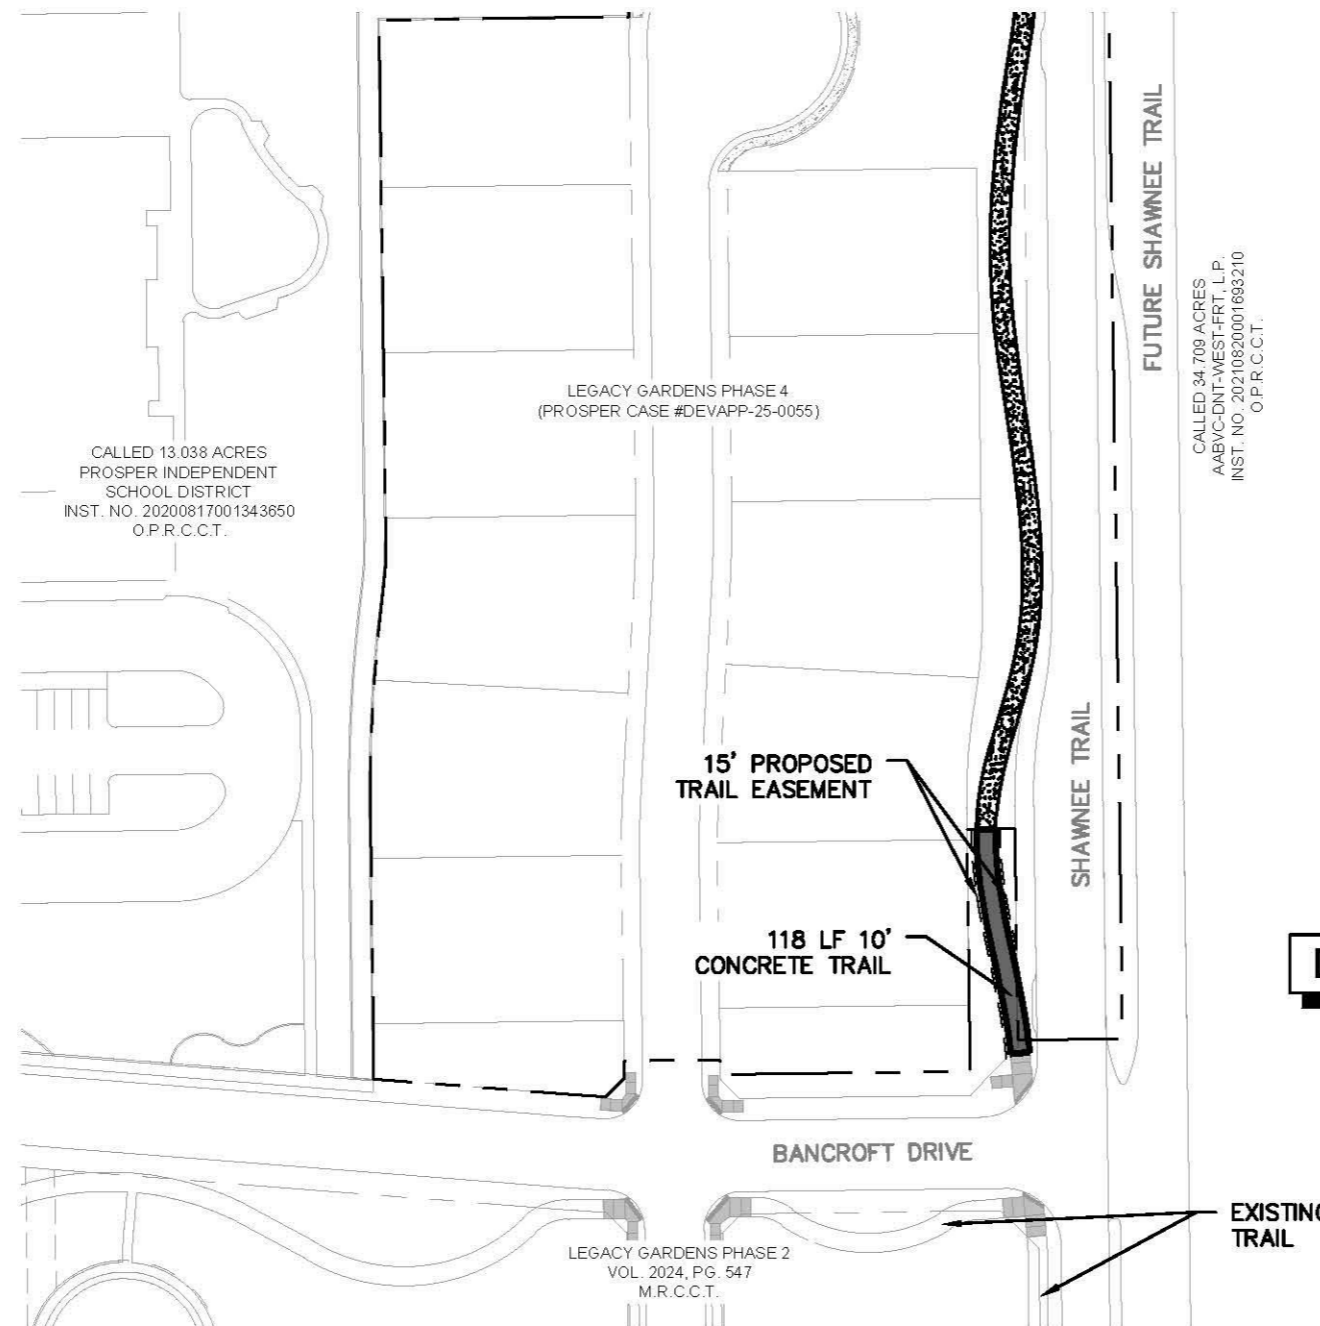 FUTURE SHAWNEE TRAIL
CALLED 34.709 ACRES
AABVC-DNT-WEST-FRT, L.P.
INST. NO. 20210820001693210
O.P.R.C.C.T.
LEGACY GARDENS PHASE 4
(PROSPER CASE #DEVAPP-25-0055)
CALLED 13.038 ACRES
PROSPER INDEPENDENT
SCHOOL DISTRICT
INST. NO. 20200817001343650
O.P.R.C.C.T.
15' PROPOSED
TRAIL EASEMENT
SHAWNEE TRAIL
118 LF 10'
CONCRETE TRAIL
BANCROFT DRIVE
EXISTING
TRAIL
LEGACY GARDENS PHASE 2
VOL. 2024, PG. 547
M.R.C.C.T.